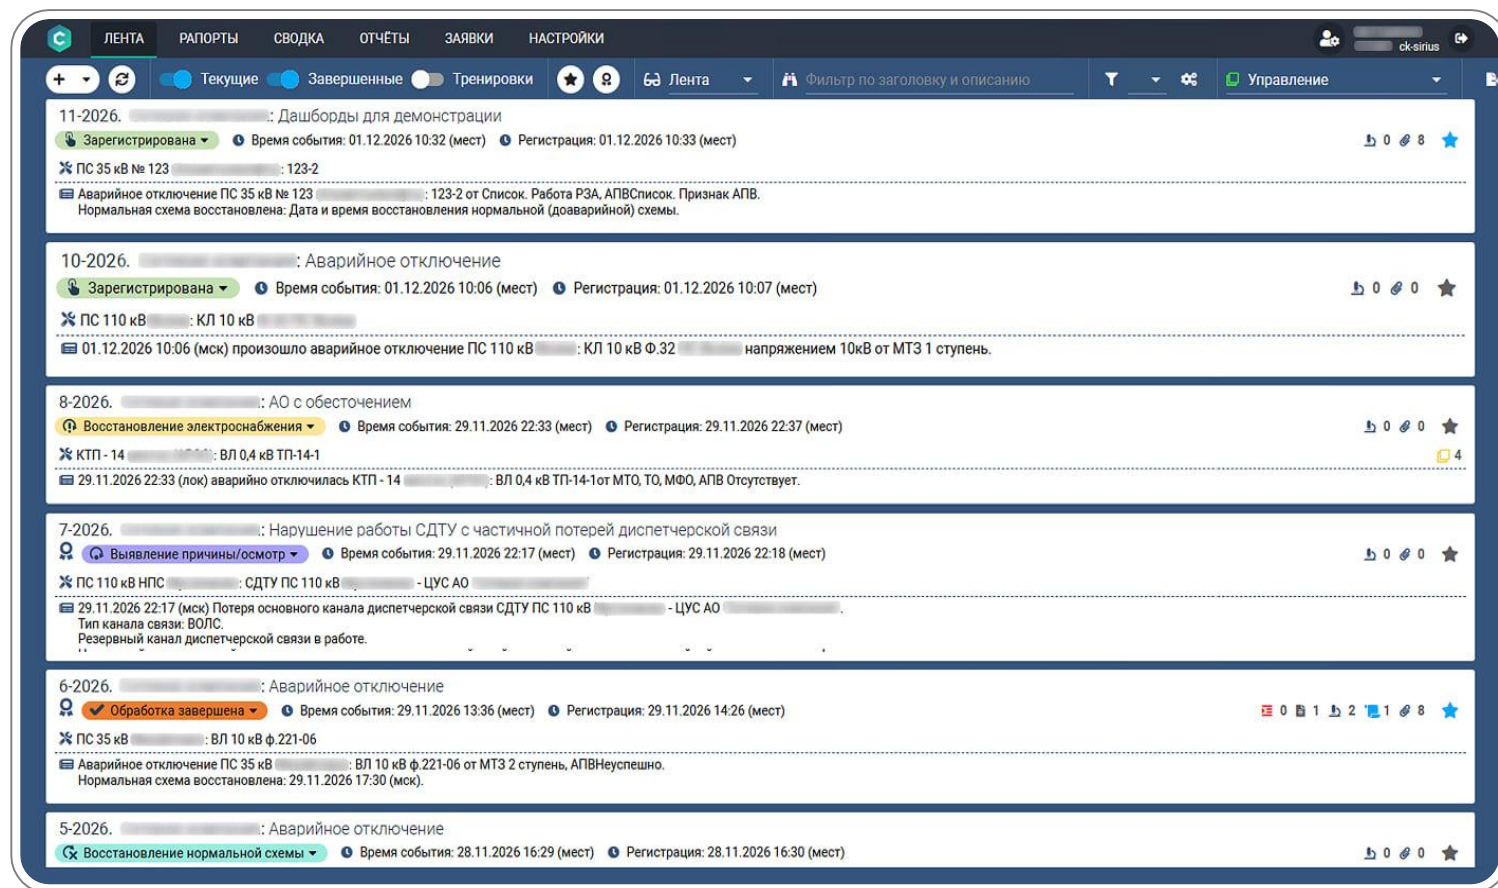 ЛЕНТА РАПОРТЫ СВОДКА ОТЧЁТЫ ЗАЯВКИ НАСТРОЙКИ ck-sirius
Текущие Завершенные Тренировки Лента Фильтр по заголовку и описанию Управление
11-2026. : Дашборды для демонстрации
Зарегистрирована Время события: 01.12.2026 10:32 (мест) Регистрация: 01.12.2026 10:33 (мест) 0 8
ПС 35 кВ № 123 : 123-2
Аварийное отключение ПС 35 кВ № 123 : 123-2 от Список. Работа РЗА, АПВСписок. Признак АПВ.
Нормальная схема восстановлена: Дата и время восстановления нормальной (доаварийной) схемы.
10-2026. : Аварийное отключение
Зарегистрирована Время события: 01.12.2026 10:06 (мест) Регистрация: 01.12.2026 10:07 (мест) 0 0
ПС 110 кВ : КЛ 10 кВ
01.12.2026 10:06 (мск) произошло аварийное отключение ПС 110 кВ : КЛ 10 кВ Ф.32 напряжением 10кВ от МТЗ 1 ступень.
8-2026. : АО с обесточением
Восстановление электроснабжения Время события: 29.11.2026 22:33 (мест) Регистрация: 29.11.2026 22:37 (мест) 0 0
КТП - 14 : ВЛ 0,4 кВ ТП-14-1 4
29.11.2026 22:33 (лок) аварийно отключилась КТП - 14 : ВЛ 0,4 кВ ТП-14-1от МТО, ТО, МФО, АПВ Отсутствует.
7-2026. : Нарушение работы СДТУ с частичной потерей диспетчерской связи
Выявление причины/осмотр Время события: 29.11.2026 22:17 (мест) Регистрация: 29.11.2026 22:18 (мест) 0 0
ПС 110 кВ НПС : СДТУ ПС 110 кВ - ЦУС АО
29.11.2026 22:17 (мск) Потеря основного канала диспетчерской связи СДТУ ПС 110 кВ - ЦУС АО .
Тип канала связи: ВОЛС.
Резервный канал диспетчерской связи в работе.
6-2026. : Аварийное отключение
Обработка завершена Время события: 29.11.2026 13:36 (мест) Регистрация: 29.11.2026 14:26 (мест) 0 1 2 1 8
ПС 35 кВ : ВЛ 10 кВ ф.221-06
Аварийное отключение ПС 35 кВ : ВЛ 10 кВ ф.221-06 от МТЗ 2 ступень, АПВНеуспешно.
Нормальная схема восстановлена: 29.11.2026 17:30 (мск).
5-2026. : Аварийное отключение
Восстановление нормальной схемы Время события: 28.11.2026 16:29 (мест) Регистрация: 28.11.2026 16:30 (мест) 0 0